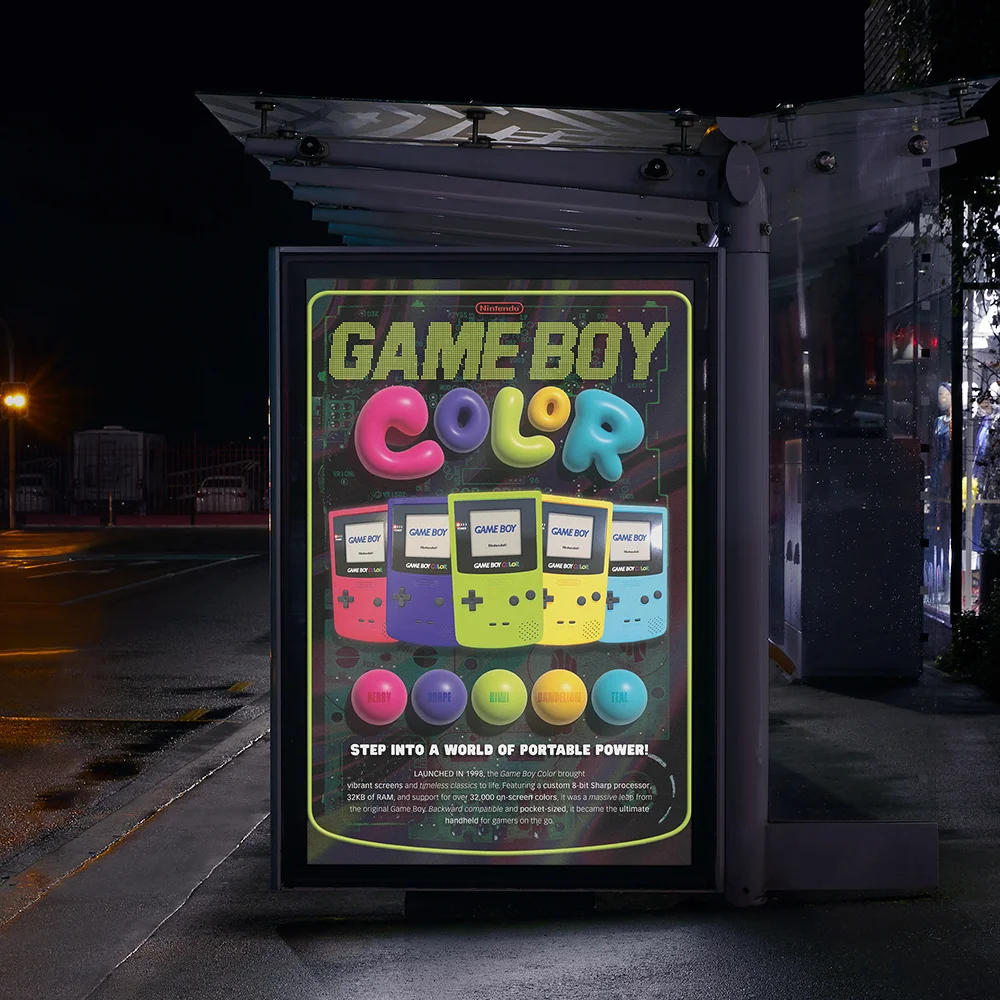 Nintendo
GAME BOY
COLOR
GAME BOY
Nintendo
GAME BOY COLOR
GAME BOY
Nintendo
GAME BOY COLOR
GAME BOY
Nintendo
GAME BOY COLOR
GAME BOY
Nintendo
GAME BOY COLOR
GAME BOY
Nintendo
GAME BOY COLOR
BERRY GRAPE KIWI DANDELION TEAL
STEP INTO A WORLD OF PORTABLE POWER!
LAUNCHED IN 1998, the Game Boy Color brought
vibrant screens and timeless classics to life. Featuring a custom 8-bit Sharp processor,
32KB of RAM, and support for over 32,000 on-screen colors, it was a massive leap from
the original Game Boy. Backward compatible and pocket-sized, it became the ultimate
handheld for gamers on the go.